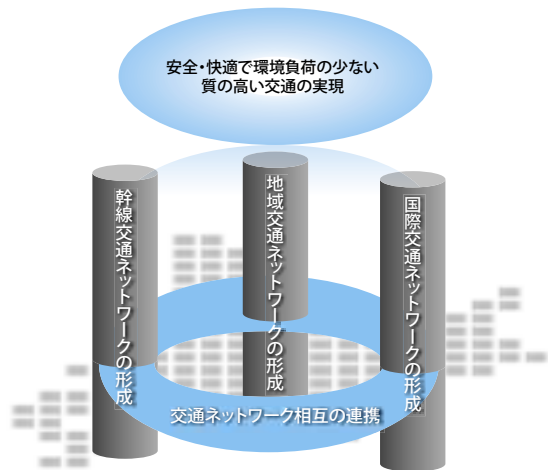 安全・快適で環境負荷の少ない
質の高い交通の実現
幹線交通ネットワークの形成
地域交通ネットワークの形成
国際交通ネットワークの形成
交通ネットワーク相互の連携